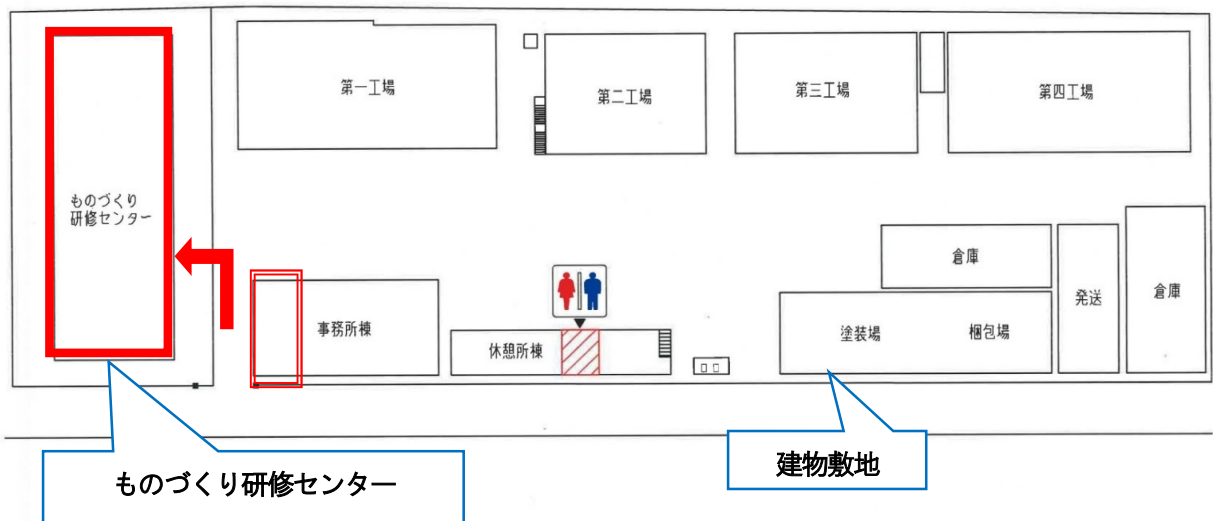 第一工場
第二工場
第三工場
第四工場
ものづくり
研修センター
倉庫
発送
倉庫
事務所棟
休憩所棟
塗装場
梱包場
ものづくり研修センター
建物敷地